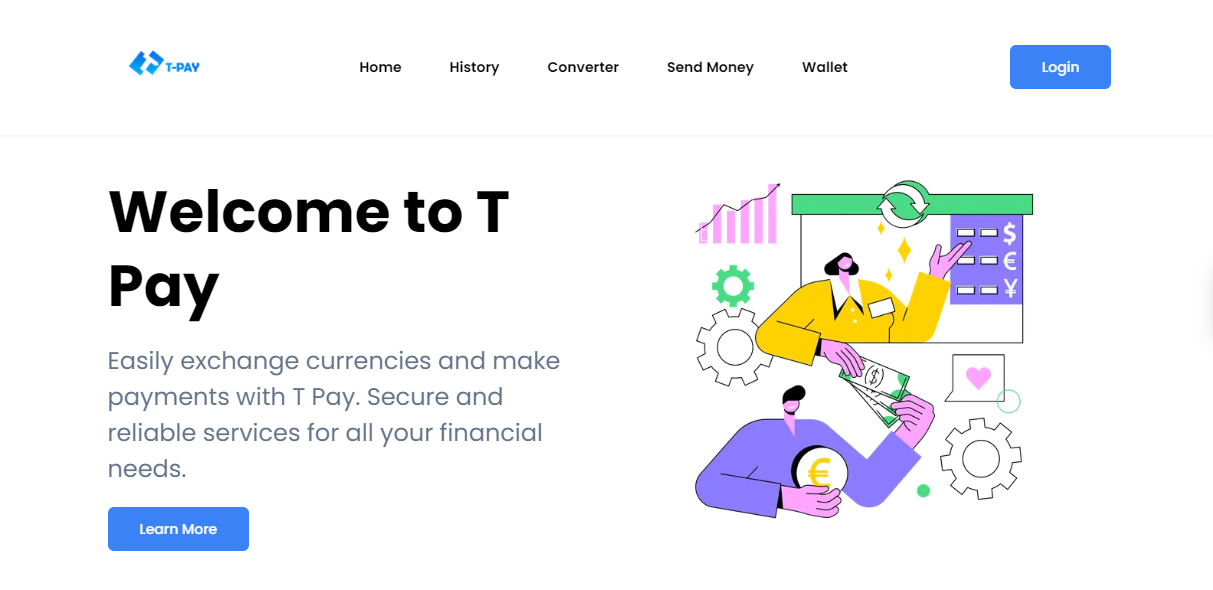 T-PAY
Home
History
Converter
Send Money
Wallet
Login
Welcome to T
Pay
Easily exchange currencies and make
payments with T Pay. Secure and
reliable services for all your financial
needs.
Learn More
$
€
¥
$
€